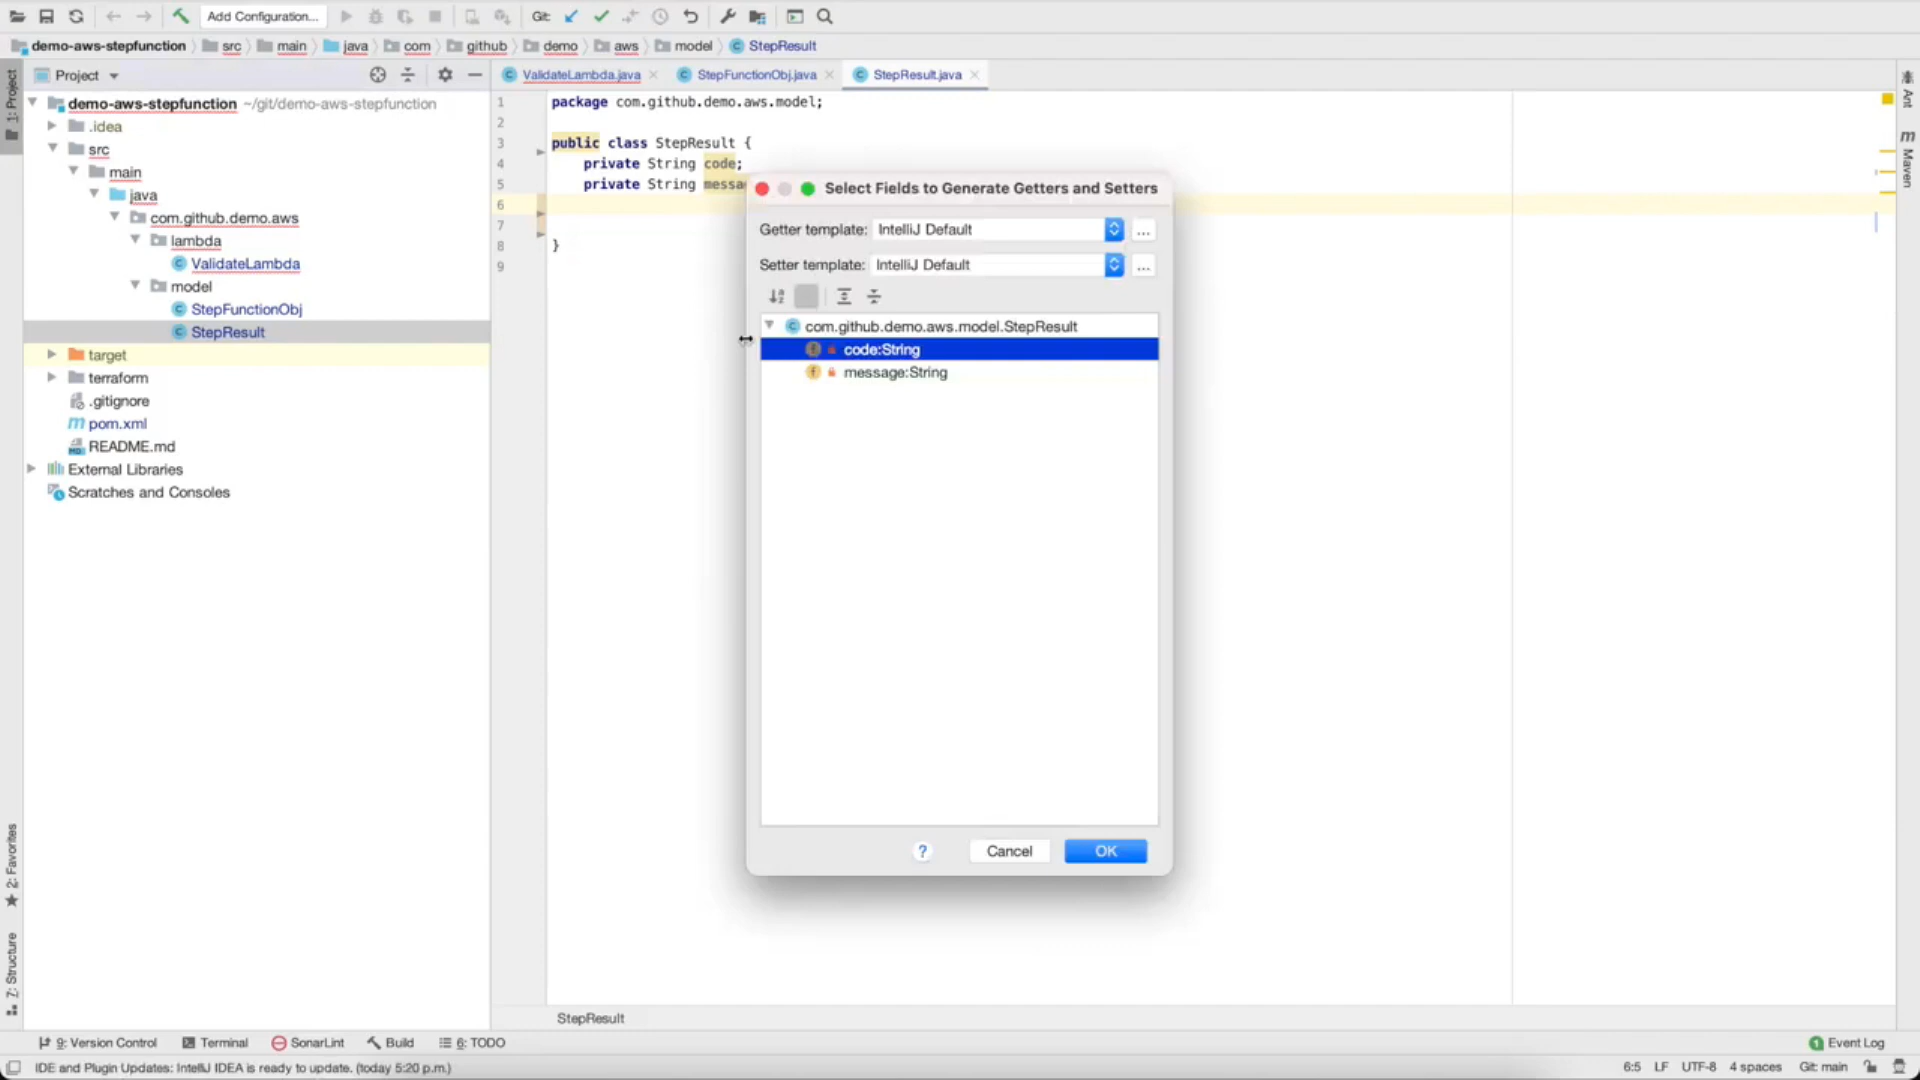 Add Configuration...
Git:
demo-aws-stepfunction
src
main
java
com
github
demo
aws
model
StepResult
1: Project
Project
ValidateLambda.java
StepFunctionObj.java
StepResult.java
Ant
Maven
demo-aws-stepfunction ~/git/demo-aws-stepfunction
.idea
src
main
java
com.github.demo.aws
lambda
ValidateLambda
model
StepFunctionObj
StepResult
target
terraform
.gitignore
pom.xml
README.md
External Libraries
Scratches and Consoles
1 package com.github.demo.aws.model;
2
3 public class StepResult {
4 private String code;
5 private String messa
6
7
8 }
9
Select Fields to Generate Getters and Setters
Getter template: IntelliJ Default ...
Setter template: IntelliJ Default ...
com.github.demo.aws.model.StepResult
code:String
message:String
? Cancel OK
2: Favorites
7: Structure
StepResult
9: Version Control
Terminal
SonarLint
Build
6: TODO
1 Event Log
IDE and Plugin Updates: IntelliJ IDEA is ready to update. (today 5:20 p.m.)
6:5 LF UTF-8 4 spaces Git: main